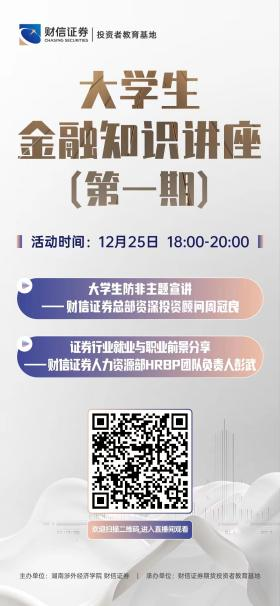 财信证券 | 投资者教育基地
CHASING SECURITIES
大学生
金融知识讲座
(第一期)
活动时间：12月25日 18:00-20:00
大学生防非主题宣讲
——财信证券总部资深投资顾问周冠良
证券行业就业与职业前景分享
——财信证券人力资源部HRBP团队负责人彭武
欢迎扫描二维码,进入直播间观看
主办单位：湖南涉外经济学院 财信证券 | 承办单位：财信证券期货投资者教育基地